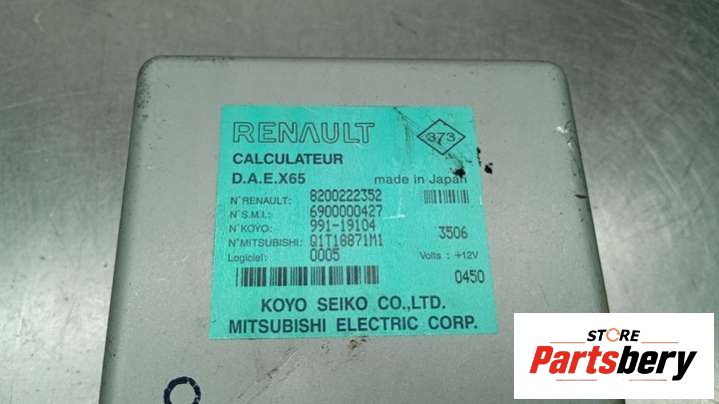 RENAULT
373
CALCULATEUR
D.A.E.X65 made in Japan
N°RENAULT: 8200222352
N°S.M.I.: 6900000427
N°KOYO: 991-19104 3506
N°MITSUBISHI: Q1T18871M1
Logiciel: 0005 Volts : +12V
0450
KOYO SEIKO CO.,LTD.
MITSUBISHI ELECTRIC CORP.
STORE
Partsbery